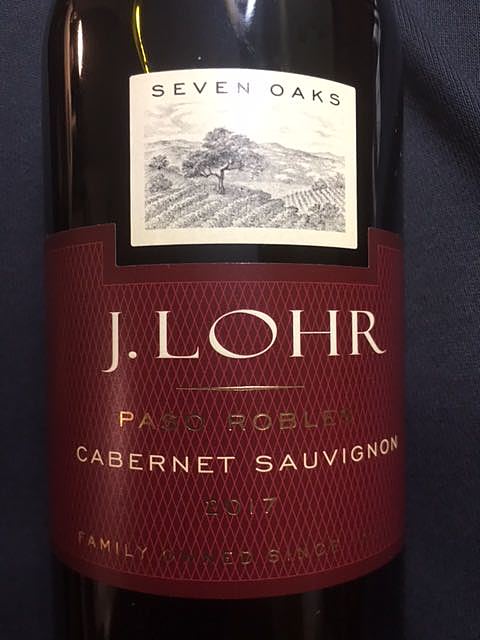 SEVEN OAKS
J. LOHR
PASO ROBLES
CABERNET SAUVIGNON
2017
FAMILY OWNED SINCE